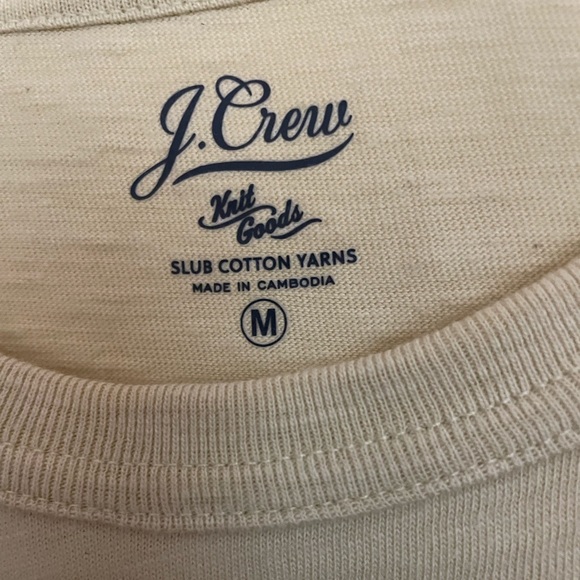 J.Crew
Knit
Goods
SLUB COTTON YARNS
MADE IN CAMBODIA
M